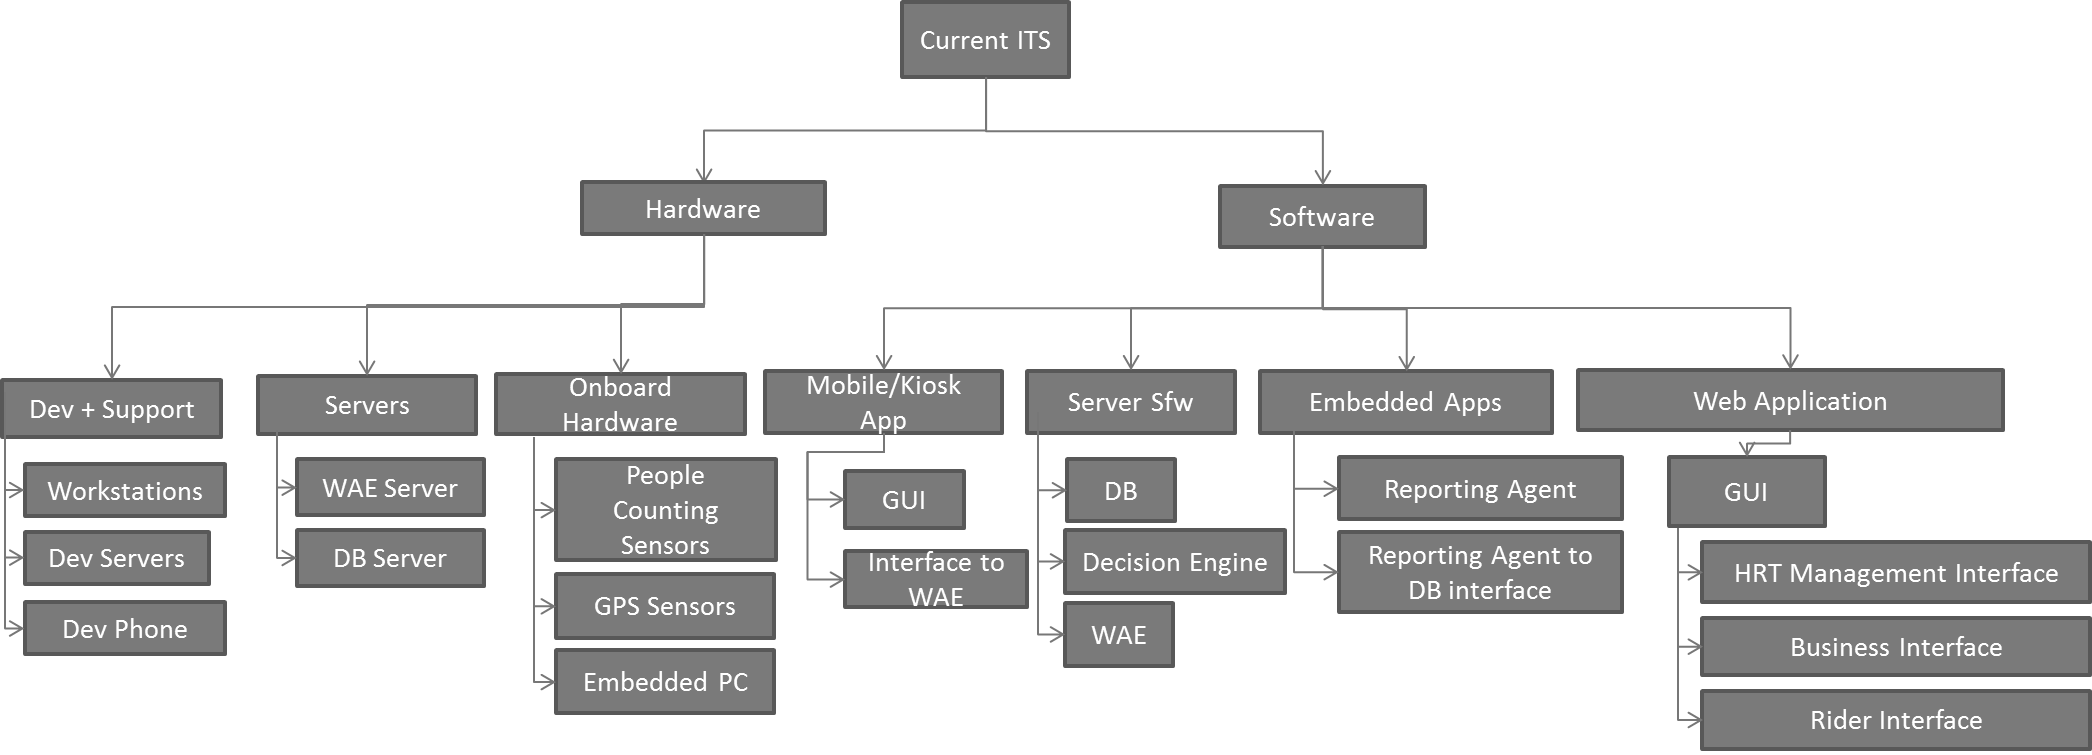 Current ITS
Hardware
Software
Dev + Support
Servers
Onboard
Hardware
Mobile/Kiosk
App
Server Sfw
Embedded Apps
Web Application
Workstations
Dev Servers
Dev Phone
WAE Server
DB Server
People
Counting
Sensors
GPS Sensors
Embedded PC
GUI
Interface to
WAE
DB
Decision Engine
WAE
Reporting Agent
Reporting Agent to
DB interface
GUI
HRT Management Interface
Business Interface
Rider Interface